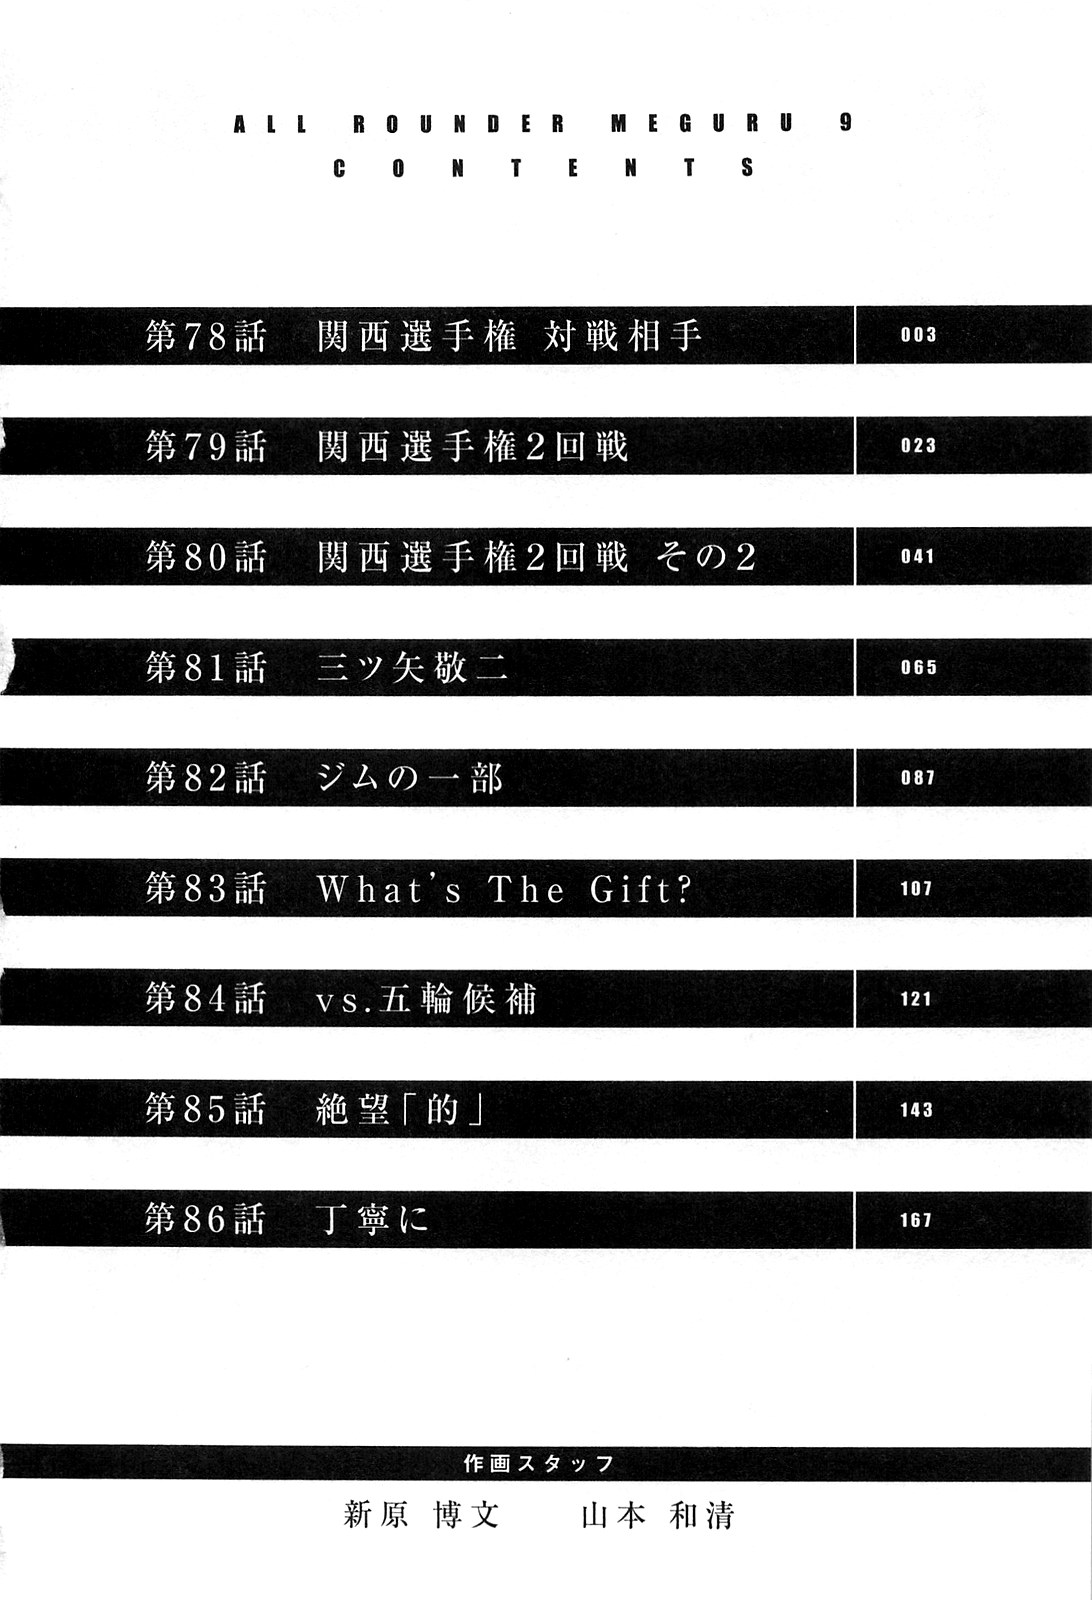 ALL ROUNDER MEGURU 9
CONTENTS
第78話 関西選手権 対戦相手 003
第79話 関西選手権2回戦 023
第80話 関西選手権2回戦 その2 041
第81話 三ツ矢敬二 065
第82話 ジムの一部 087
第83話 What's The Gift? 107
第84話 vs.五輪候補 121
第85話 絶望「的」 143
第86話 丁寧に 167
作画スタッフ
新原 博文 山本 和清